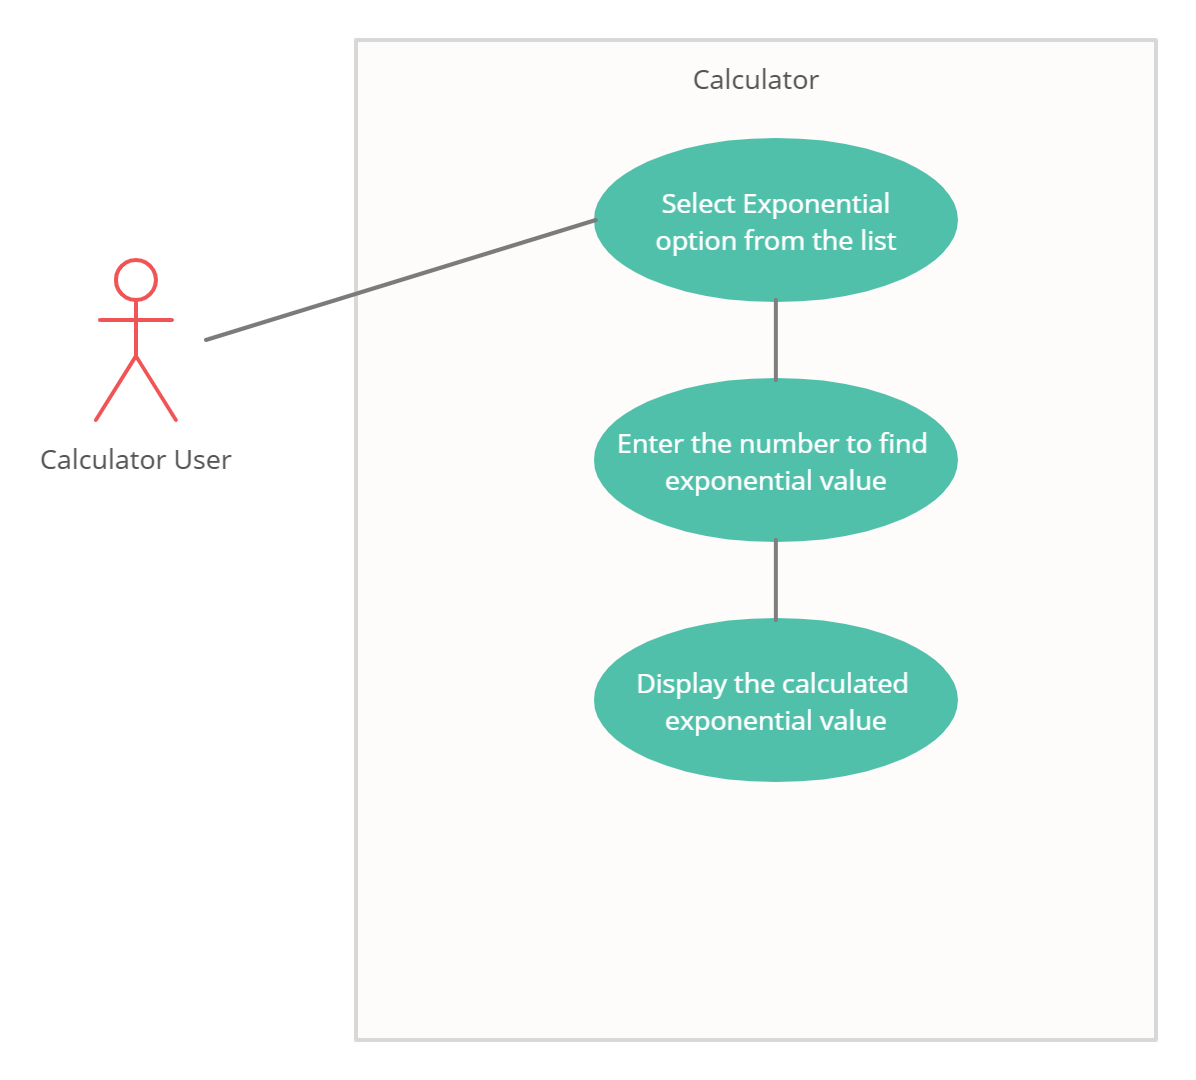 Calculator
Select Exponential
option from the list
Calculator User
Enter the number to find
exponential value
Display the calculated
exponential value